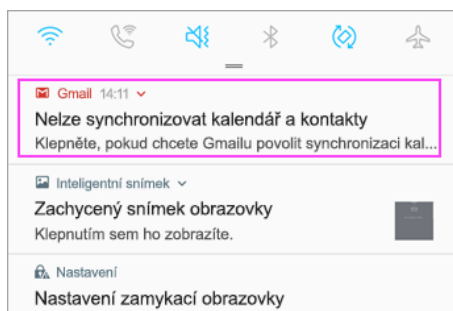 Gmail 14:11
Nelze synchronizovat kalendář a kontakty
Klepněte, pokud chcete Gmailu povolit synchronizaci kal...
Inteligentní snímek
Zachycený snímek obrazovky
Klepnutím sem ho zobrazíte.
Nastavení
Nastavení zamykací obrazovky